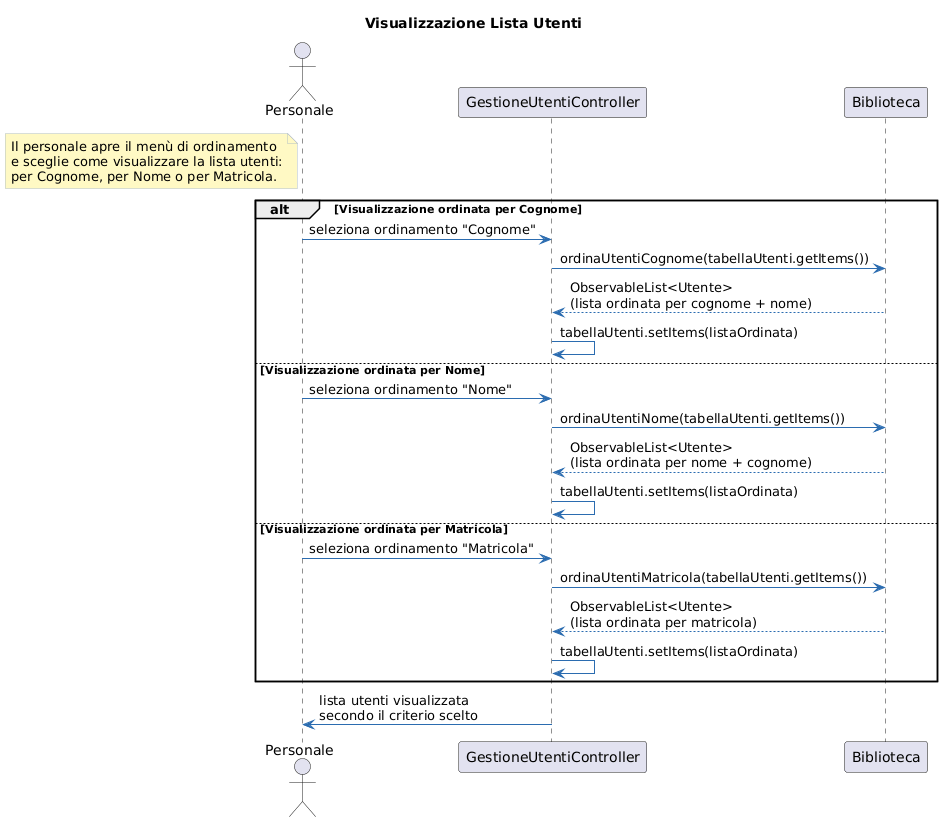 Visualizzazione Lista Utenti
Personale
GestioneUtentiController
Biblioteca
Il personale apre il menù di ordinamento
e sceglie come visualizzare la lista utenti:
per Cognome, per Nome o per Matricola.
alt
[Visualizzazione ordinata per Cognome]
seleziona ordinamento "Cognome"
ordinaUtentiCognome(tabellaUtenti.getItems())
ObservableList<Utente>
(lista ordinata per cognome + nome)
tabellaUtenti.setItems(listaOrdinata)
[Visualizzazione ordinata per Nome]
seleziona ordinamento "Nome"
ordinaUtentiNome(tabellaUtenti.getItems())
ObservableList<Utente>
(lista ordinata per nome + cognome)
tabellaUtenti.setItems(listaOrdinata)
[Visualizzazione ordinata per Matricola]
seleziona ordinamento "Matricola"
ordinaUtentiMatricola(tabellaUtenti.getItems())
ObservableList<Utente>
(lista ordinata per matricola)
tabellaUtenti.setItems(listaOrdinata)
lista utenti visualizzata
secondo il criterio scelto
Personale
GestioneUtentiController
Biblioteca